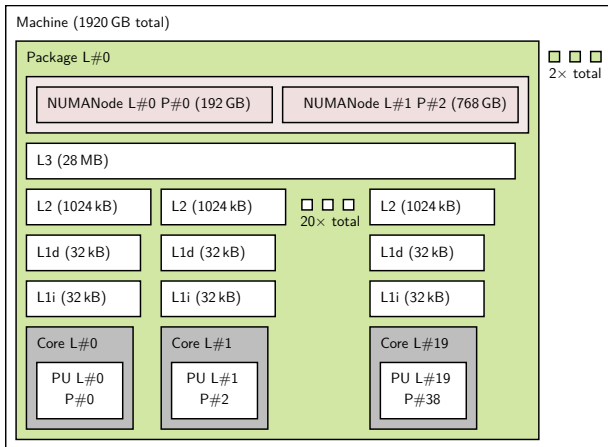 Machine (1920 GB total)
Package L#0
2× total
NUMANode L#0 P#0 (192 GB)
NUMANode L#1 P#2 (768 GB)
L3 (28 MB)
L2 (1024 kB)
L2 (1024 kB)
20× total
L2 (1024 kB)
L1d (32 kB)
L1d (32 kB)
L1d (32 kB)
L1i (32 kB)
L1i (32 kB)
L1i (32 kB)
Core L#0
Core L#1
Core L#19
PU L#0
P#0
PU L#1
P#2
PU L#19
P#38